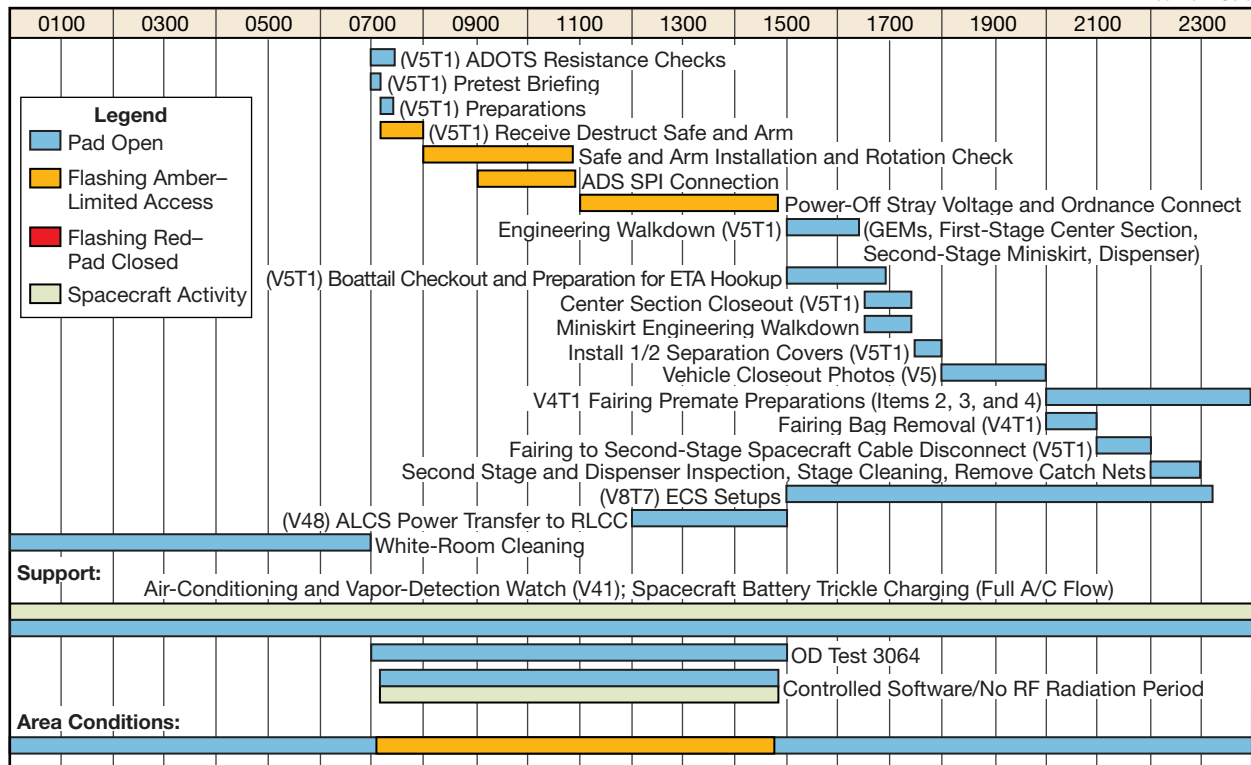 0100 0300 0500 0700 0900 1100 1300 1500 1700 1900 2100 2300
(V5T1) ADOTS Resistance Checks
(V5T1) Pretest Briefing
(V5T1) Preparations
(V5T1) Receive Destruct Safe and Arm
Safe and Arm Installation and Rotation Check
ADS SPI Connection
Power-Off Stray Voltage and Ordnance Connect
Engineering Walkdown (V5T1)
(GEMs, First-Stage Center Section,
Second-Stage Miniskirt, Dispenser)
(V5T1) Boattail Checkout and Preparation for ETA Hookup
Center Section Closeout (V5T1)
Miniskirt Engineering Walkdown
Install 1/2 Separation Covers (V5T1)
Vehicle Closeout Photos (V5)
V4T1 Fairing Premate Preparations (Items 2, 3, and 4)
Fairing Bag Removal (V4T1)
Fairing to Second-Stage Spacecraft Cable Disconnect (V5T1)
Second Stage and Dispenser Inspection, Stage Cleaning, Remove Catch Nets
(V8T7) ECS Setups
(V48) ALCS Power Transfer to RLCC
White-Room Cleaning
Legend
Pad Open
Flashing Amber–
Limited Access
Flashing Red–
Pad Closed
Spacecraft Activity
Support:
Air-Conditioning and Vapor-Detection Watch (V41); Spacecraft Battery Trickle Charging (Full A/C Flow)
OD Test 3064
Controlled Software/No RF Radiation Period
Area Conditions: